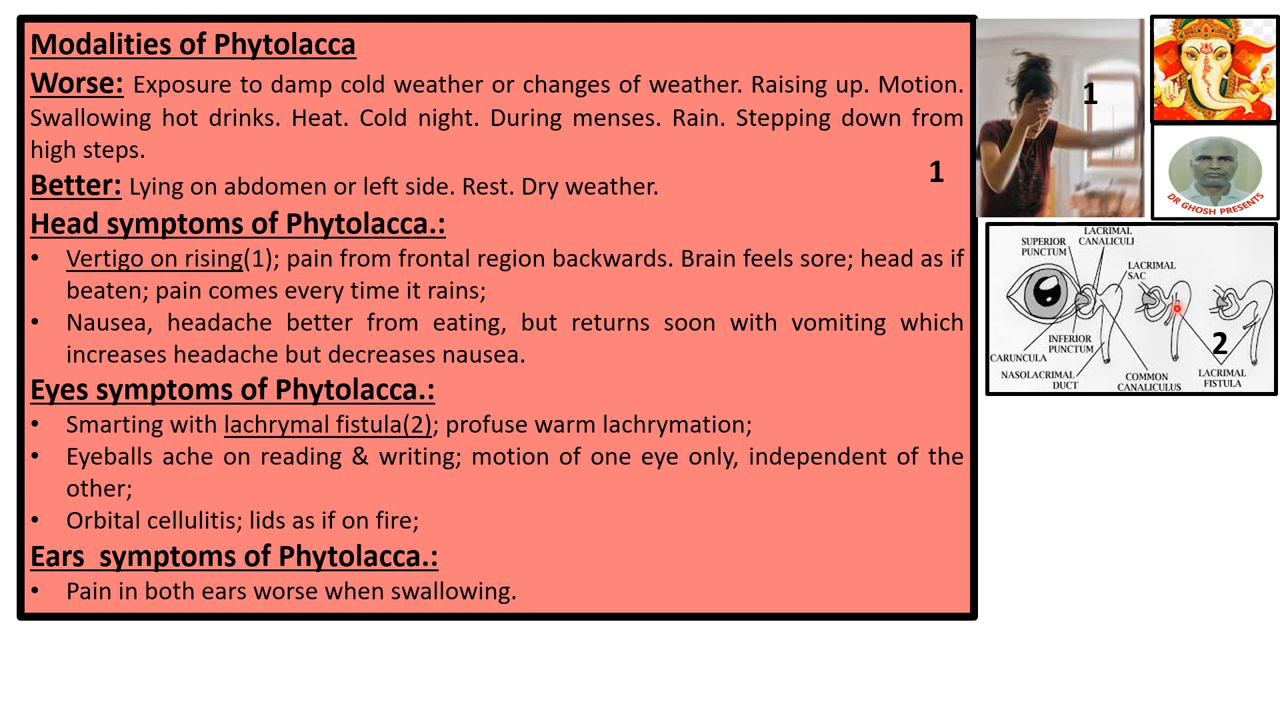 Modalities of Phytolacca
Worse: Exposure to damp cold weather or changes of weather. Raising up. Motion.
Swallowing hot drinks. Heat. Cold night. During menses. Rain. Stepping down from
high steps.
Better: Lying on abdomen or left side. Rest. Dry weather.
1
Head symptoms of Phytolacca.:
• Vertigo on rising(1); pain from frontal region backwards. Brain feels sore; head as if
beaten; pain comes every time it rains;
• Nausea, headache better from eating, but returns soon with vomiting which
increases headache but decreases nausea.
Eyes symptoms of Phytolacca.:
• Smarting with lachrymal fistula(2); profuse warm lachrymation;
• Eyeballs ache on reading & writing; motion of one eye only, independent of the
other;
• Orbital cellulitis; lids as if on fire;
Ears  symptoms of Phytolacca.:
• Pain in both ears worse when swallowing.
1
DR GHOSH PRESENTS
SUPERIOR
PUNCTUM
LACRIMAL
CANALICULI
LACRIMAL
SAC
INFERIOR
PUNCTUM
CARUNCULA
NASOLACRIMAL
DUCT
COMMON
CANALICULUS
2
LACRIMAL
FISTULA